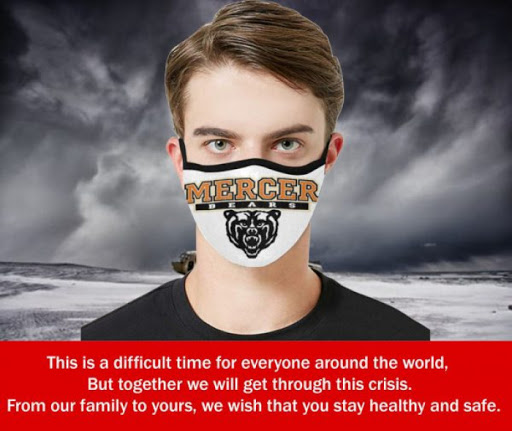 MERCER
BEARS
This is a difficult time for everyone around the world,
But together we will get through this crisis.
From our family to yours, we wish that you stay healthy and safe.